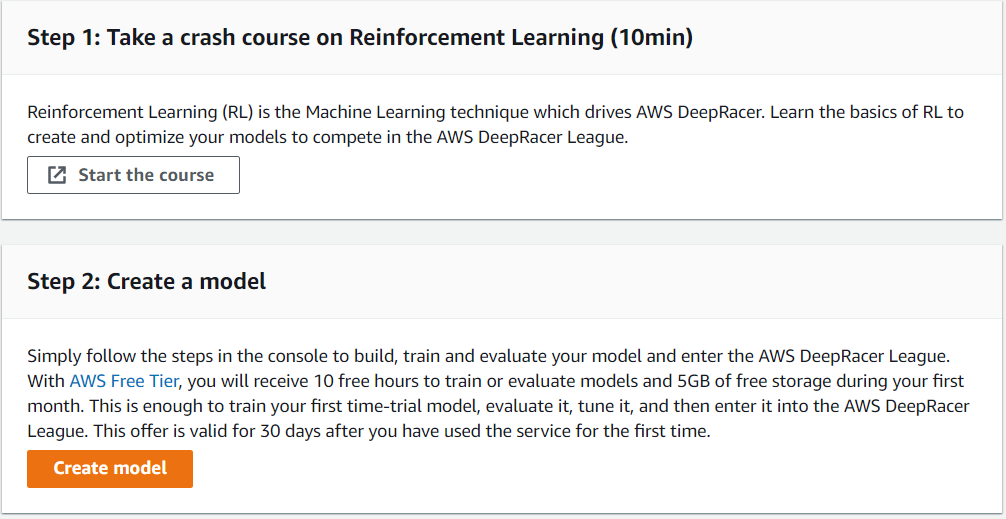 Step 1: Take a crash course on Reinforcement Learning (10min)
Reinforcement Learning (RL) is the Machine Learning technique which drives AWS DeepRacer. Learn the basics of RL to
create and optimize your models to compete in the AWS DeepRacer League.
Start the course
Step 2: Create a model
Simply follow the steps in the console to build, train and evaluate your model and enter the AWS DeepRacer League.
With AWS Free Tier, you will receive 10 free hours to train or evaluate models and 5GB of free storage during your first
month. This is enough to train your first time-trial model, evaluate it, tune it, and then enter it into the AWS DeepRacer
League. This offer is valid for 30 days after you have used the service for the first time.
Create model